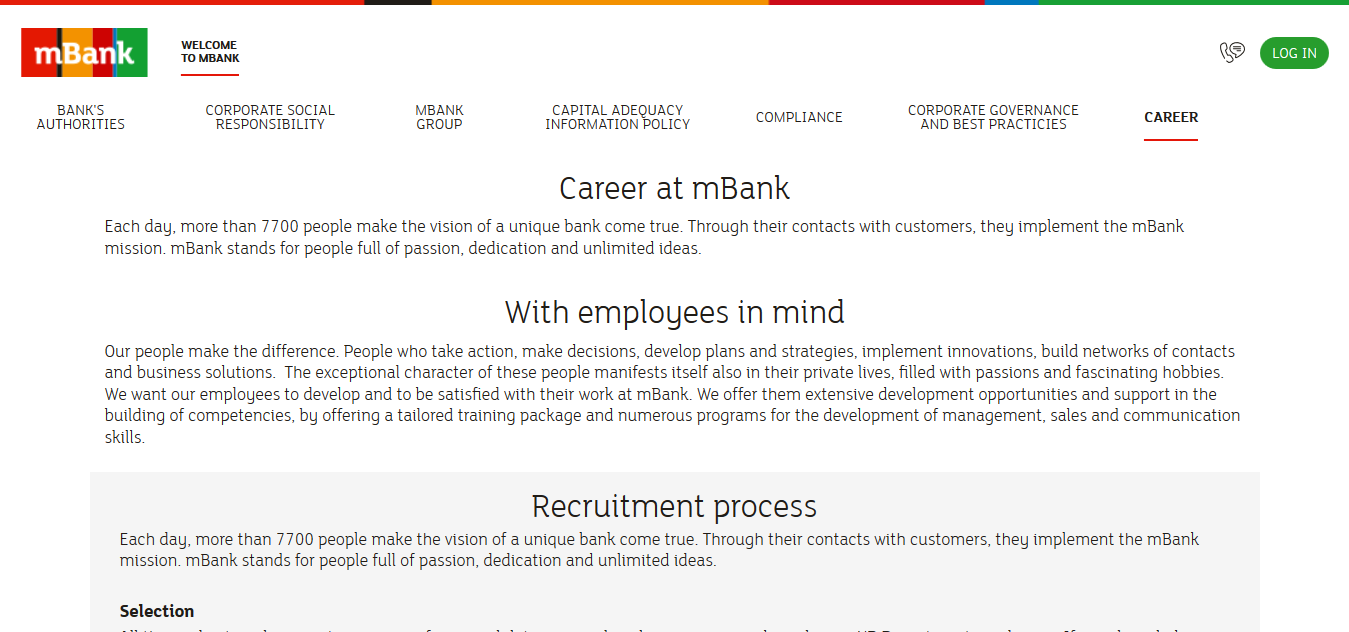 mBank
WELCOME
TO MBANK
LOG IN
BANK'S
AUTHORITIES
CORPORATE SOCIAL
RESPONSIBILITY
MBANK
GROUP
CAPITAL ADEQUACY
INFORMATION POLICY
COMPLIANCE
CORPORATE GOVERNANCE
AND BEST PRACTICIES
CAREER
Career at mBank
Each day, more than 7700 people make the vision of a unique bank come true. Through their contacts with customers, they implement the mBank
mission. mBank stands for people full of passion, dedication and unlimited ideas.
With employees in mind
Our people make the difference. People who take action, make decisions, develop plans and strategies, implement innovations, build networks of contacts
and business solutions.  The exceptional character of these people manifests itself also in their private lives, filled with passions and fascinating hobbies.
We want our employees to develop and to be satisfied with their work at mBank. We offer them extensive development opportunities and support in the
building of competencies, by offering a tailored training package and numerous programs for the development of management, sales and communication
skills.
Recruitment process
Each day, more than 7700 people make the vision of a unique bank come true. Through their contacts with customers, they implement the mBank
mission. mBank stands for people full of passion, dedication and unlimited ideas.
Selection